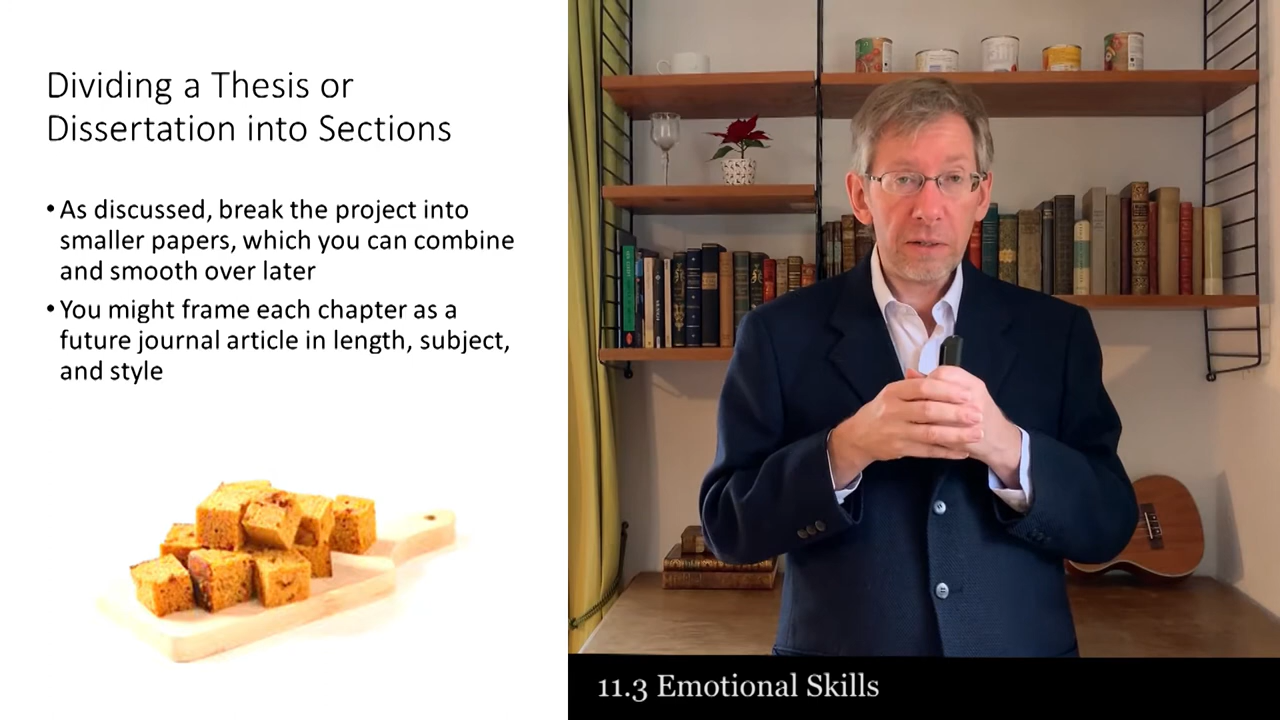 Dividing a Thesis or
Dissertation into Sections
• As discussed, break the project into
smaller papers, which you can combine
and smooth over later
• You might frame each chapter as a
future journal article in length, subject,
and style
11.3 Emotional Skills